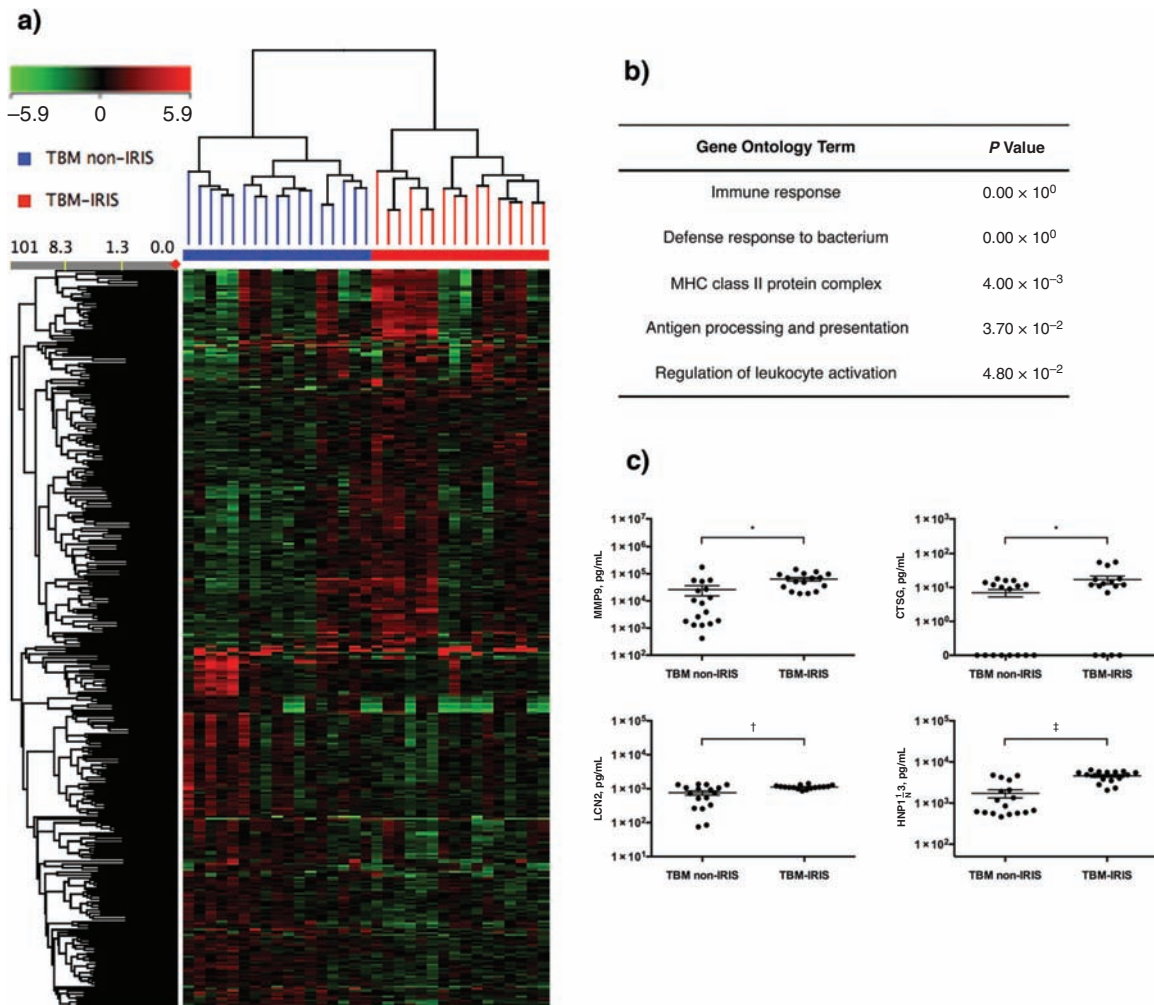 a)
−5.9 0 5.9
TBM non-IRIS
TBM-IRIS
101 8.3 1.3 0.0
b)
Gene Ontology Term P Value
Immune response 0.00 × 10⁰
Defense response to bacterium 0.00 × 10⁰
MHC class II protein complex 4.00 × 10⁻³
Antigen processing and presentation 3.70 × 10⁻²
Regulation of leukocyte activation 4.80 × 10⁻²
c)
MMP9, pg/mL
1×10⁷
1×10⁶
1×10⁵
1×10⁴
1×10³
1×10²
*
TBM non-IRIS TBM-IRIS
CTSG, pg/mL
1×10³
1×10²
1×10¹
1×10⁰
0
*
TBM non-IRIS TBM-IRIS
LCN2, pg/mL
1×10⁵
1×10⁴
1×10³
1×10²
1×10¹
†
TBM non-IRIS TBM-IRIS
HNP1 1/N 3, pg/mL
1×10⁵
1×10⁴
1×10³
1×10²
‡
TBM non-IRIS TBM-IRIS